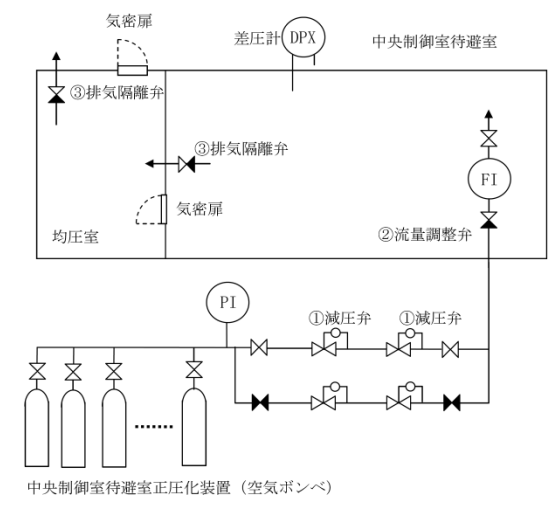 気密扉
差圧計
DPX
中央制御室待避室
③排気隔離弁
③排気隔離弁
FI
気密扉
均圧室
②流量調整弁
PI
①減圧弁
①減圧弁
中央制御室待避室正圧化装置（空気ボンベ）